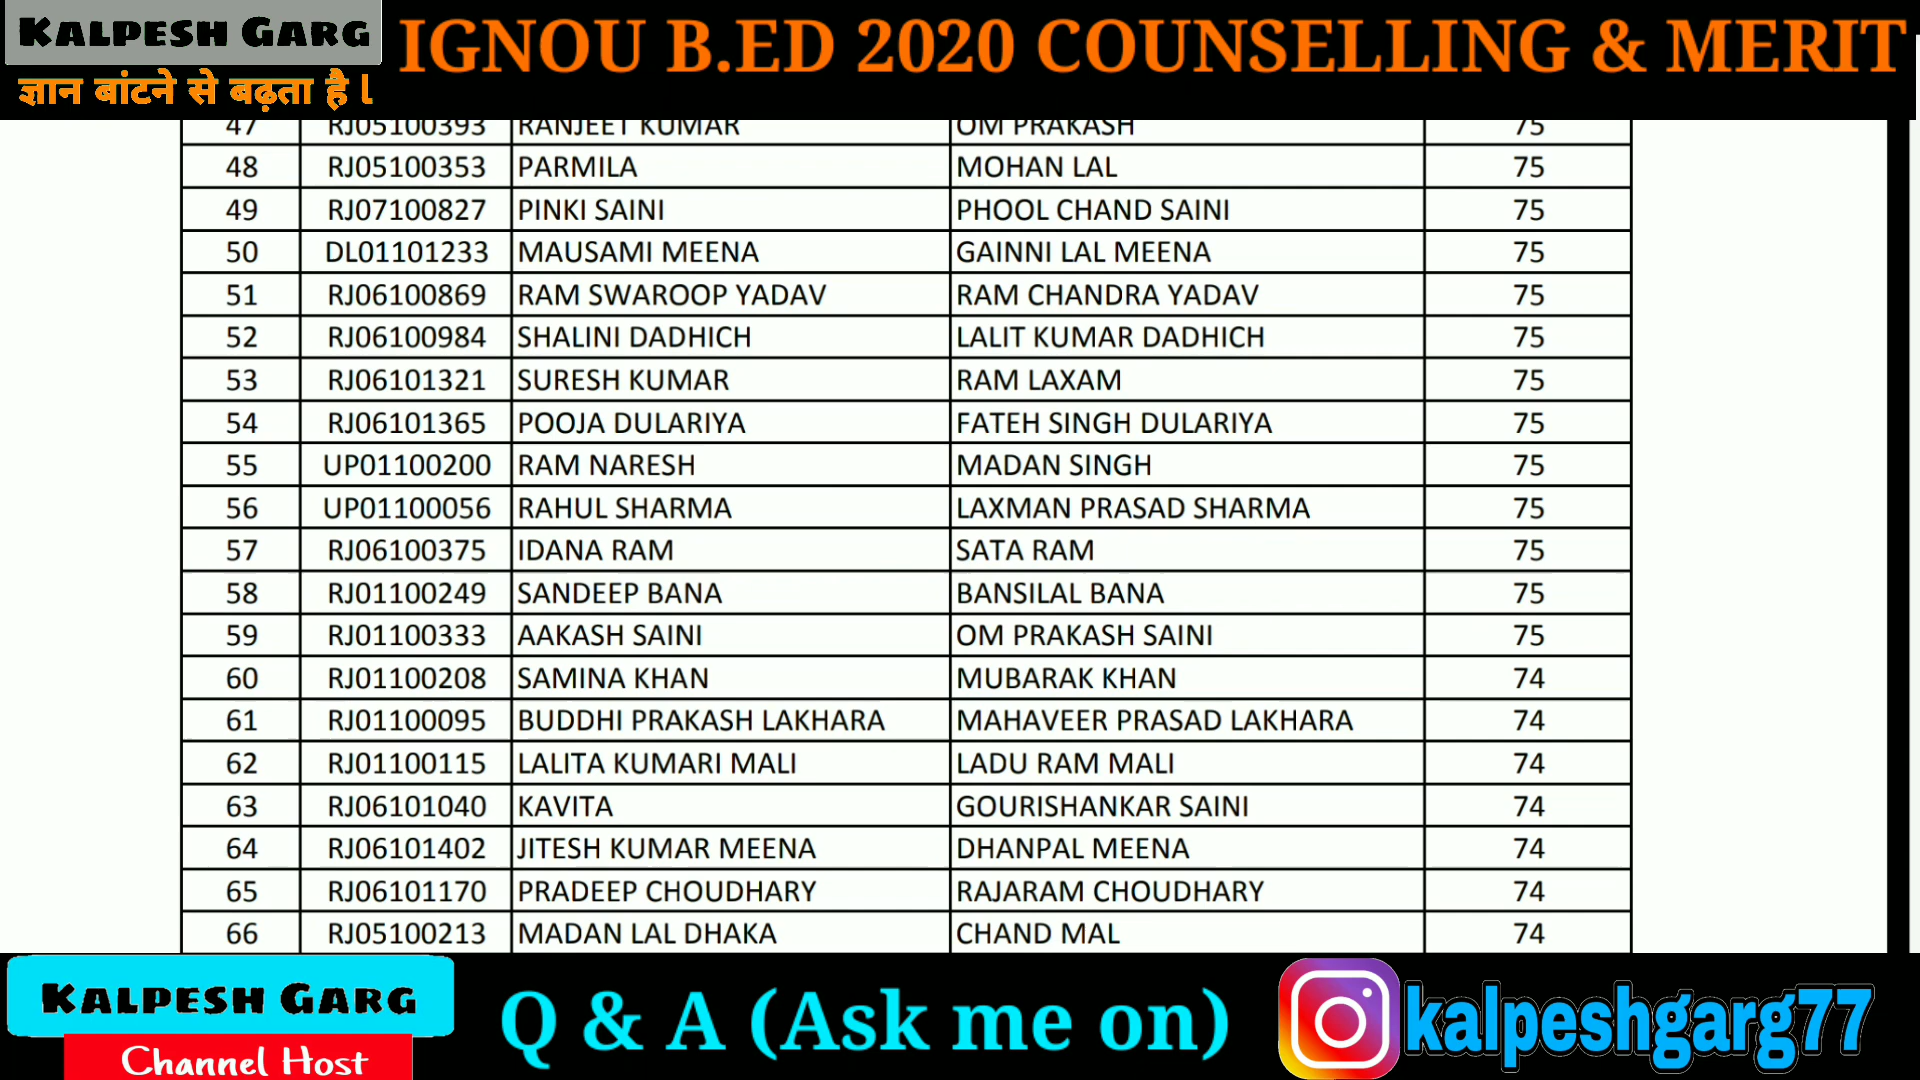 KALPESH GARG
ज्ञान बांटने से बढ़ता है l
IGNOU B.ED 2020 COUNSELLING & MERIT
47 RJ05100393 RANJEET KUMAR OM PRAKASH 75
48 RJ05100353 PARMILA MOHAN LAL 75
49 RJ07100827 PINKI SAINI PHOOL CHAND SAINI 75
50 DL01101233 MAUSAMI MEENA GAINNI LAL MEENA 75
51 RJ06100869 RAM SWAROOP YADAV RAM CHANDRA YADAV 75
52 RJ06100984 SHALINI DADHICH LALIT KUMAR DADHICH 75
53 RJ06101321 SURESH KUMAR RAM LAXAM 75
54 RJ06101365 POOJA DULARIYA FATEH SINGH DULARIYA 75
55 UP01100200 RAM NARESH MADAN SINGH 75
56 UP01100056 RAHUL SHARMA LAXMAN PRASAD SHARMA 75
57 RJ06100375 IDANA RAM SATA RAM 75
58 RJ01100249 SANDEEP BANA BANSILAL BANA 75
59 RJ01100333 AAKASH SAINI OM PRAKASH SAINI 75
60 RJ01100208 SAMINA KHAN MUBARAK KHAN 74
61 RJ01100095 BUDDHI PRAKASH LAKHARA MAHAVEER PRASAD LAKHARA 74
62 RJ01100115 LALITA KUMARI MALI LADU RAM MALI 74
63 RJ06101040 KAVITA GOURISHANKAR SAINI 74
64 RJ06101402 JITESH KUMAR MEENA DHANPAL MEENA 74
65 RJ06101170 PRADEEP CHOUDHARY RAJARAM CHOUDHARY 74
66 RJ05100213 MADAN LAL DHAKA CHAND MAL 74
KALPESH GARG
Channel Host
Q & A (Ask me on)
kalpeshgarg77